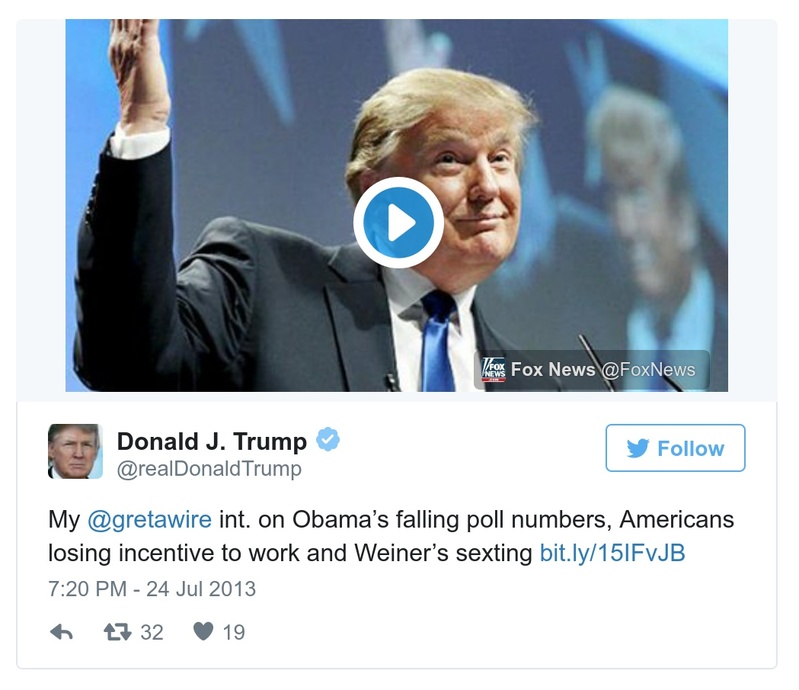 FOX
NEWS
Fox News @FoxNews
Donald J. Trump
@realDonaldTrump
Follow
My @gretawire int. on Obama’s falling poll numbers, Americans
losing incentive to work and Weiner’s sexting bit.ly/15IFvJB
7:20 PM - 24 Jul 2013
32
19